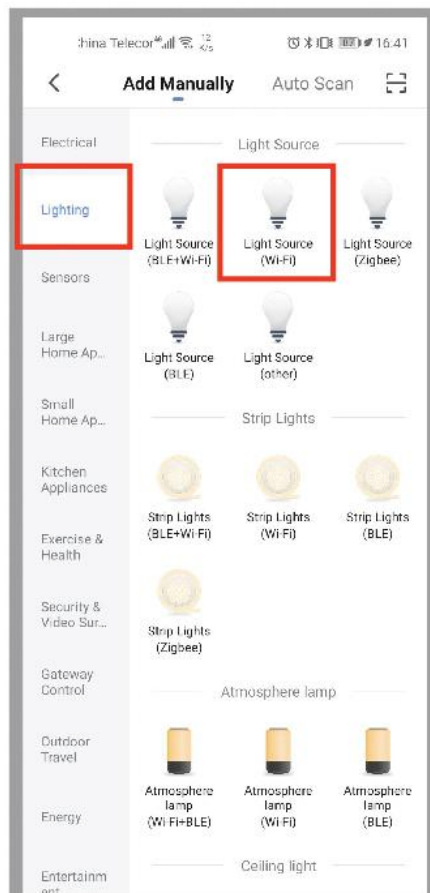 :hina Telecom 4G 12 K/s 16:41
Add Manually Auto Scan
Electrical
Lighting
Sensors
Large
Home Ap...
Small
Home Ap...
Kitchen
Appliances
Exercise &
Health
Security &
Video Sur...
Gateway
Control
Outdoor
Travel
Energy
Entertainm
Light Source
Light Source
(BLE+Wi-Fi)
Light Source
(Wi-Fi)
Light Source
(Zigbee)
Light Source
(BLE)
Light Source
(other)
Strip Lights
Strip Lights
(BLE+Wi-Fi)
Strip Lights
(Wi-Fi)
Strip Lights
(BLE)
Strip Lights
(Zigbee)
Atmosphere lamp
Atmosphere
lamp
(Wi-Fi+BLE)
Atmosphere
lamp
(Wi-Fi)
Atmosphere
lamp
(BLE)
Ceiling light